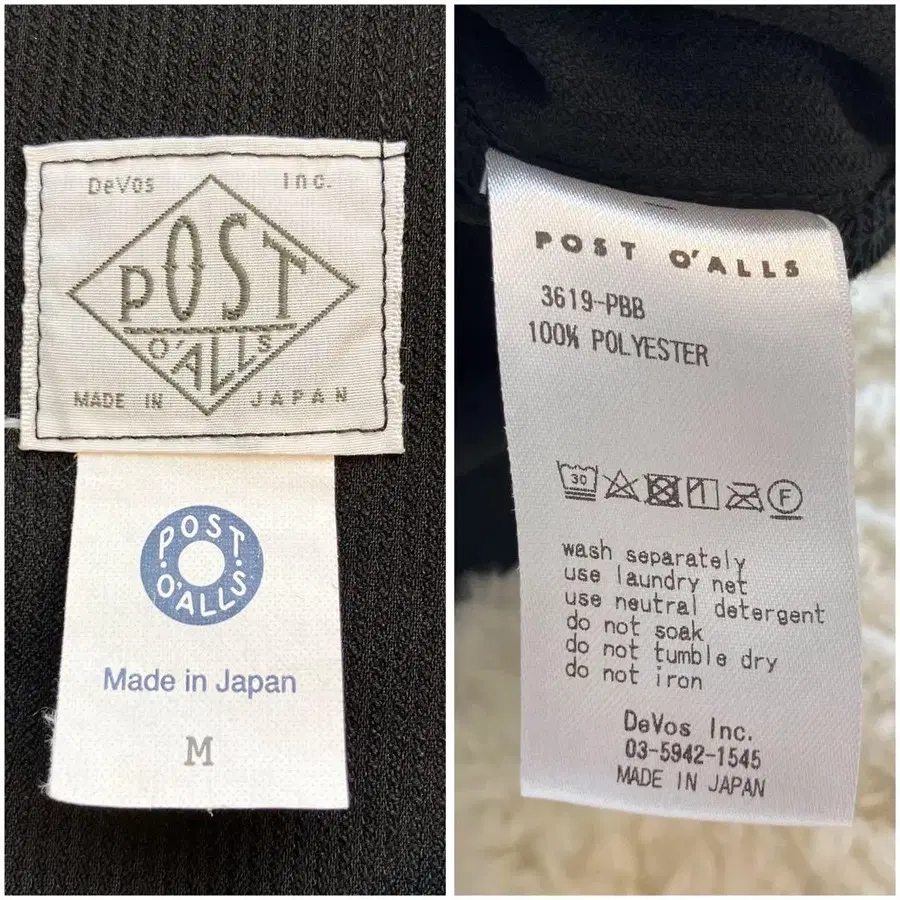 DeVos Inc.
POST
O'ALLS
MADE IN JAPAN
POST
O'ALLS
Made in Japan
M
POST O'ALLS
3619-PBB
100% POLYESTER
30
F
wash separately
use laundry net
use neutral detergent
do not soak
do not tumble dry
do not iron
DeVos Inc.
03-5942-1545
MADE IN JAPAN